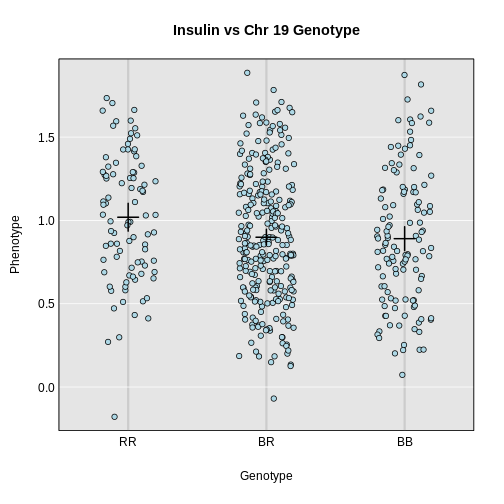 Insulin vs Chr 19 Genotype
Phenotype
1.5
1.0
0.5
0.0
RR BR BB
Genotype